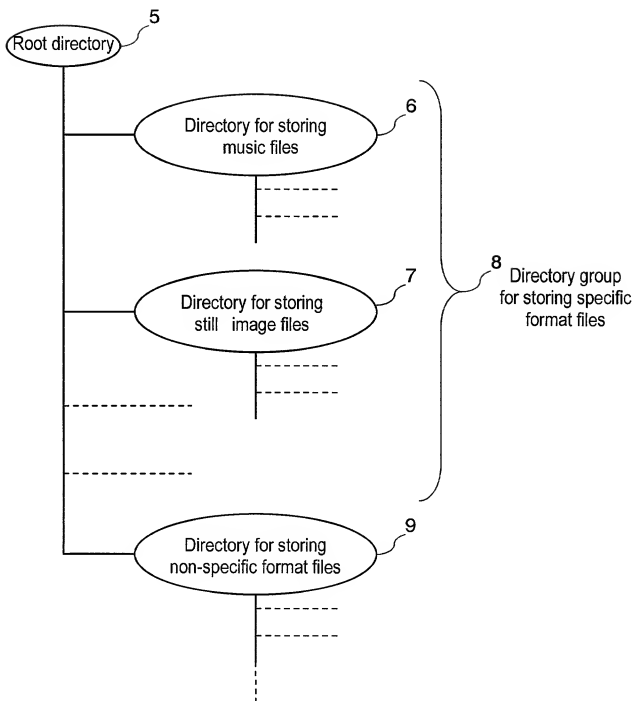 5
Root directory
6
Directory for storing
music files
7
Directory for storing
still image files
8
Directory group
for storing specific
format files
9
Directory for storing
non-specific format files